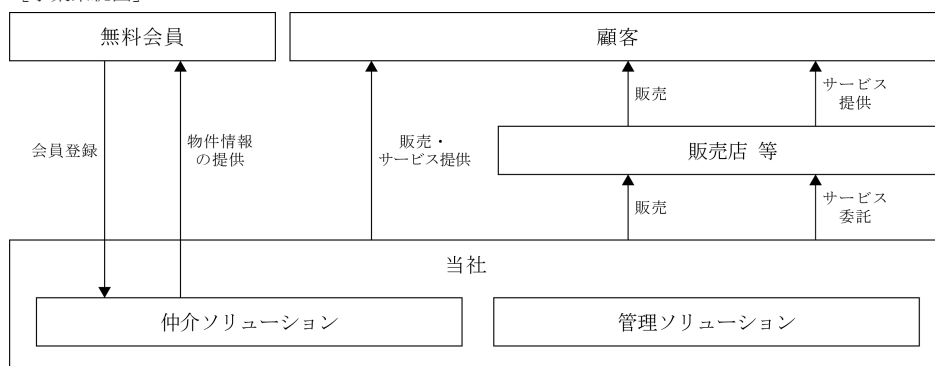 無料会員
顧客
会員登録
物件情報
の提供
販売・
サービス提供
販売
サービス
提供
販売店 等
販売
サービス
委託
当社
仲介ソリューション
管理ソリューション